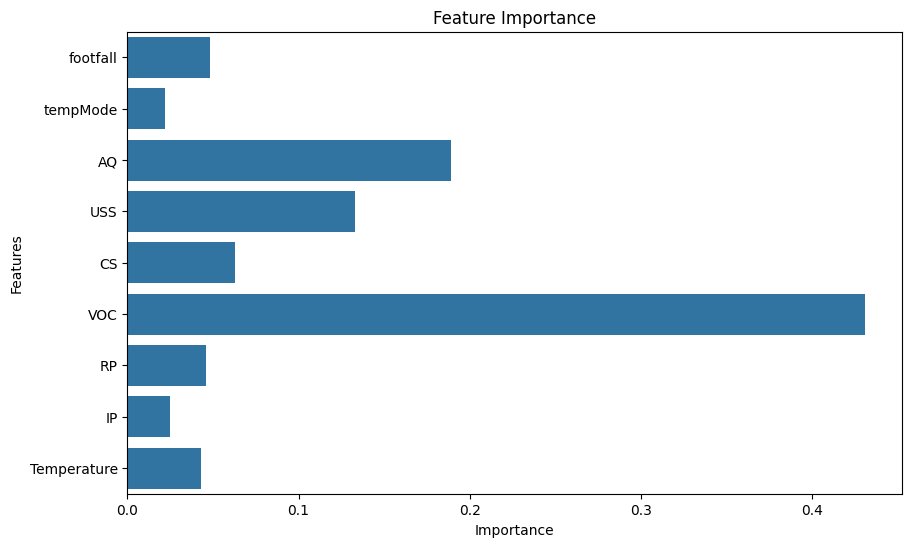 Feature Importance
Features
footfall
tempMode
AQ
USS
CS
VOC
RP
IP
Temperature
0.0 0.1 0.2 0.3 0.4
Importance